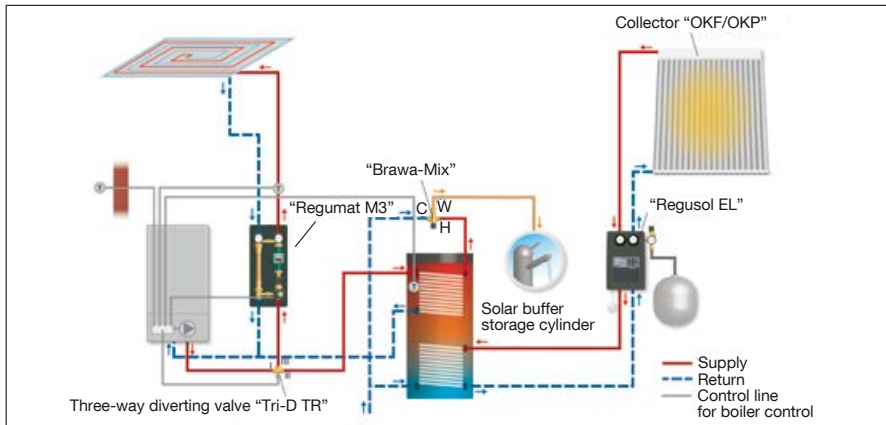 Collector “OKF/OKP”
“Brawa-Mix”
C
W
H
T
T
“Regumat M3”
“Regusol EL”
T
Solar buffer
storage cylinder
Supply
Return
Control line
for boiler control
Three-way diverting valve “Tri-D TR”